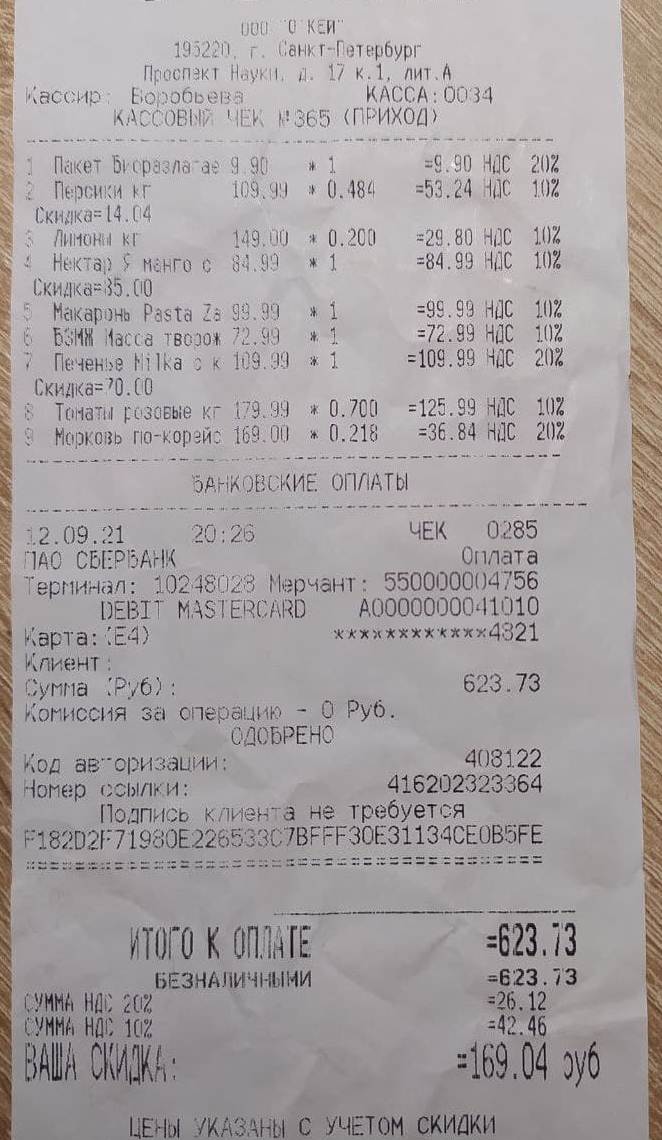 ООО "О'КЕЙ"
195220, г. Санкт-Петербург
Проспект Науки, д. 17 к.1, лит.А
Кассир: Воробьева КАССА:0034
КАССОВЫЙ ЧЕК №365 (ПРИХОД)
1 Пакет Биоразлагае 9.90 * 1 =9.90 НДС 20%
2 Персики кг 109.99 * 0.484 =53.24 НДС 10%
Скидка=14.04
3 Лимоны кг 149.00 * 0.200 =29.80 НДС 10%
4 Нектар Я манго с 84.99 * 1 =84.99 НДС 10%
Скидка=85.00
5 Макароны Pasta Za 99.99 * 1 =99.99 НДС 10%
6 БЗМЖ Масса творож 72.99 * 1 =72.99 НДС 10%
7 Печенье Milka с к 109.99 * 1 =109.99 НДС 20%
Скидка=70.00
8 Томаты розовые кг 179.99 * 0.700 =125.99 НДС 10%
9 Морковь по-корейс 169.00 * 0.218 =36.84 НДС 20%
БАНКОВСКИЕ ОПЛАТЫ
12.09.21 20:26 ЧЕК 0285
ПАО СБЕРБАНК Оплата
Терминал: 10248028 Мерчант: 550000004756
DEBIT MASTERCARD A0000000041010
Карта:(E4) ************4321
Клиент:
Сумма (Руб): 623.73
Комиссия за операцию - 0 Руб.
ОДОБРЕНО
Код авторизации: 408122
Номер ссылки: 416202323364
Подпись клиента не требуется
F182D2F71980E226533C7BFFF30E31134CE0B5FE
ИТОГО К ОПЛАТЕ =623.73
БЕЗНАЛИЧНЫМИ =623.73
СУММА НДС 20% =26.12
СУММА НДС 10% =42.46
ВАША СКИДКА: =169.04 руб
ЦЕНЫ УКАЗАНЫ С УЧЕТОМ СКИДКИ